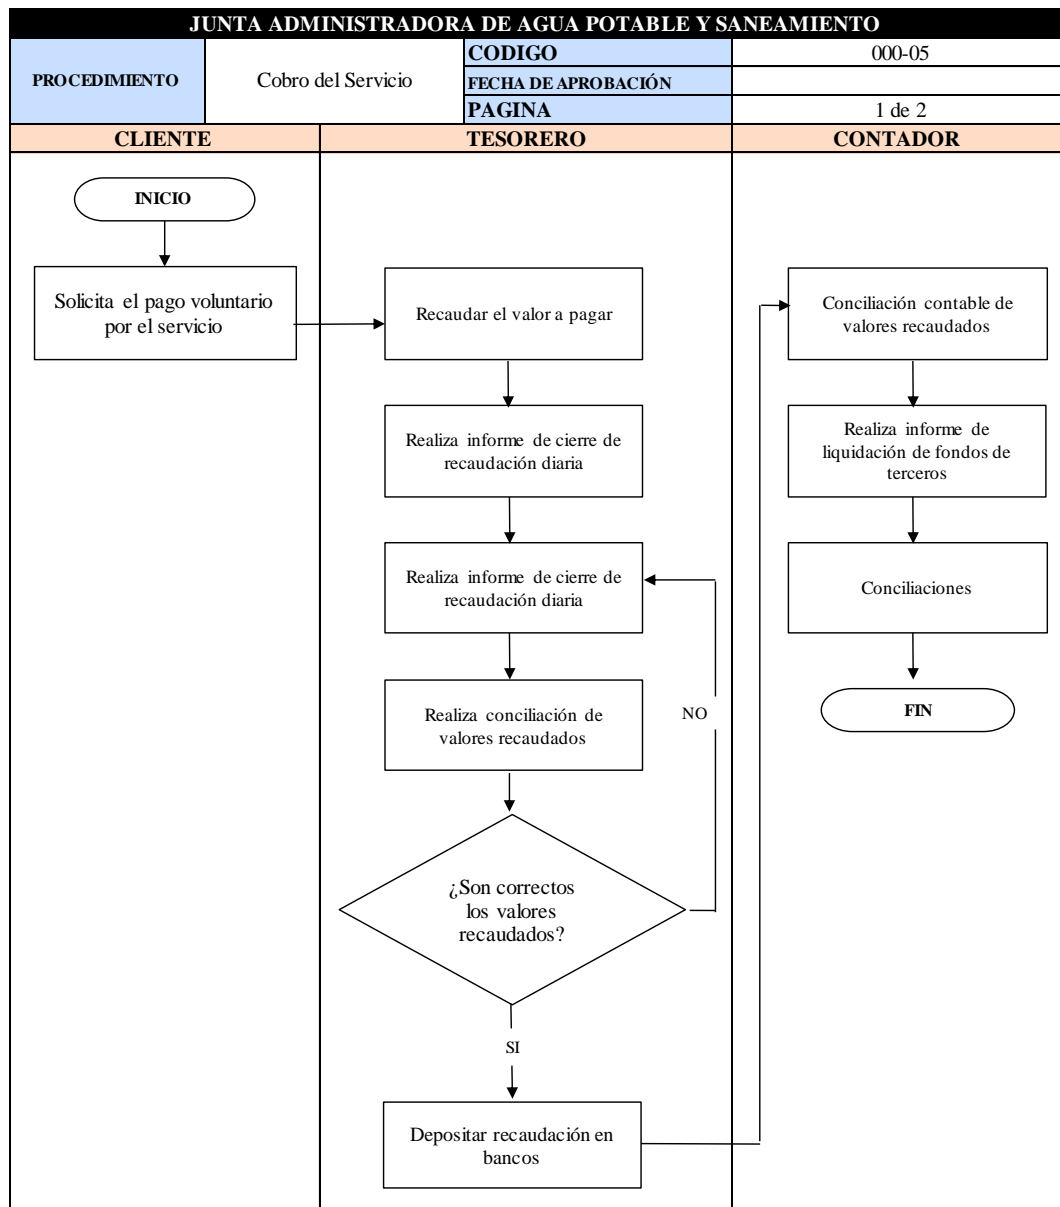 JUNTA ADMINISTRADORA DE AGUA POTABLE Y SANEAMIENTO
PROCEDIMIENTO
Cobro del Servicio
CODIGO
000-05
FECHA DE APROBACIÓN
PAGINA
1 de 2
CLIENTE
TESORERO
CONTADOR
INICIO
Solicita el pago voluntario
por el servicio
Recaudar el valor a pagar
Realiza informe de cierre de
recaudación diaria
Realiza informe de cierre de
recaudación diaria
Realiza conciliación de
valores recaudados
NO
¿Son correctos
los valores
recaudados?
SI
Depositar recaudación en
bancos
Conciliación contable de
valores recaudados
Realiza informe de
liquidación de fondos de
terceros
Conciliaciones
FIN